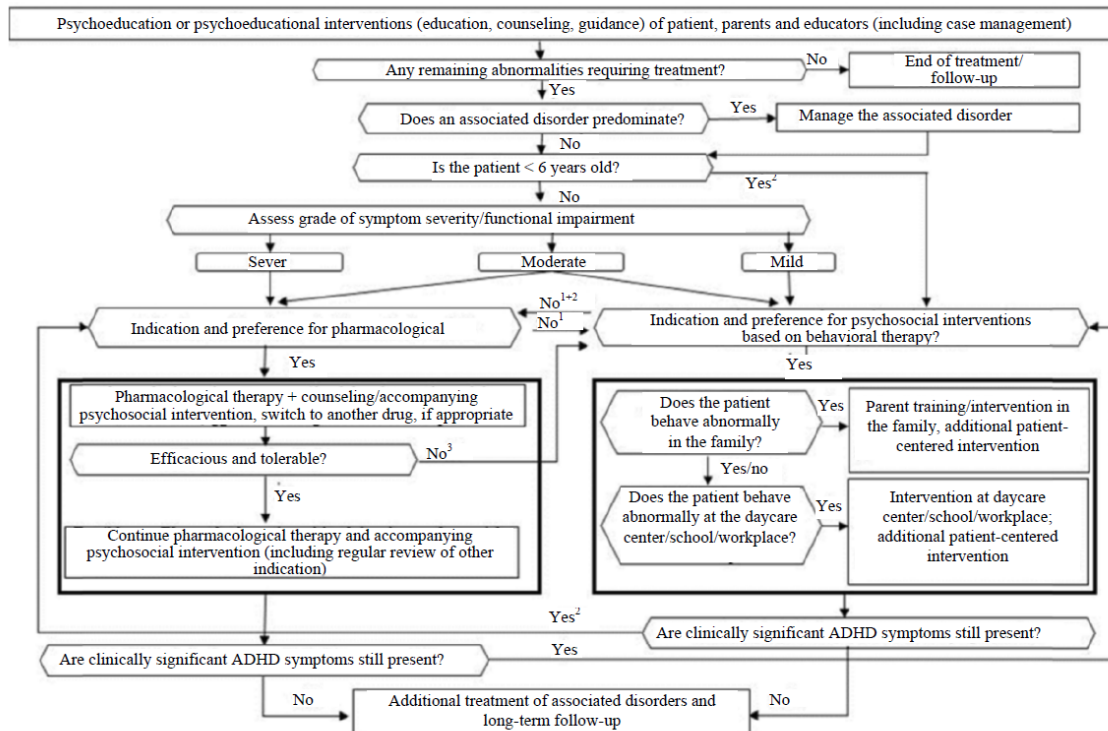 Psychoeducation or psychoeducational interventions (education, counseling, guidance) of patient, parents and educators (including case management)
Any remaining abnormalities requiring treatment?
No
End of treatment/
follow-up
Yes
Does an associated disorder predominate?
Yes
Manage the associated disorder
No
Is the patient < 6 years old?
Yes²
No
Assess grade of symptom severity/functional impairment
Sever
Moderate
Mild
No¹⁺²
No¹
Indication and preference for pharmacological
Indication and preference for psychosocial interventions
based on behavioral therapy?
Yes
Yes
Pharmacological therapy + counseling/accompanying
psychosocial intervention, switch to another drug, if appropriate
Efficacious and tolerable?
No³
Yes
Continue pharmacological therapy and accompanying
psychosocial intervention (including regular review of other
indication)
Does the patient
behave abnormally
in the family?
Yes
Parent training/intervention in
the family, additional patient-
centered intervention
Yes/no
Does the patient behave
abnormally at the daycare
center/school/workplace?
Yes
Intervention at daycare
center/school/workplace;
additional patient-centered
intervention
Yes²
Are clinically significant ADHD symptoms still present?
Are clinically significant ADHD symptoms still present?
Yes
No
Additional treatment of associated disorders and
long-term follow-up
No